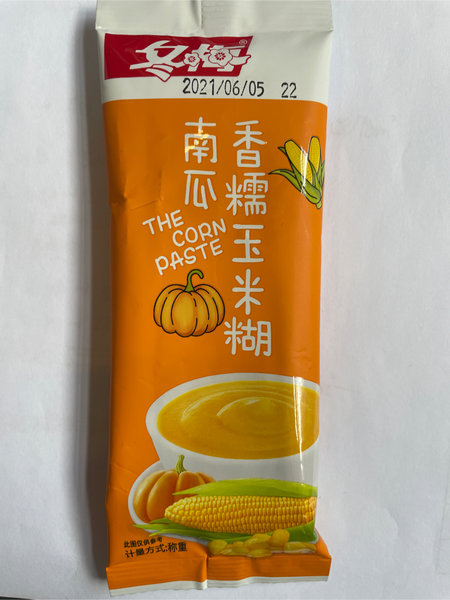 冬梅®
2021/06/05 22
香糯玉米糊
南瓜
THE
CORN
PASTE
此图仅供参考
计量方式:称重